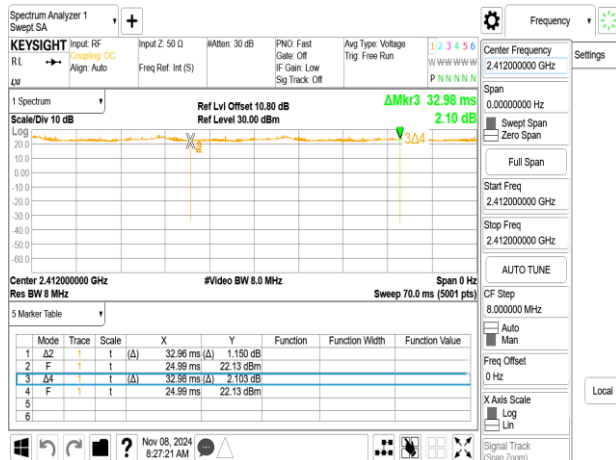 Spectrum Analyzer 1
Swept SA
+
Frequency
KEYSIGHT
RL
Input: RF
Coupling: DC
Align: Auto
Input Z: 50 Ω
Freq Ref: Int (S)
#Atten: 30 dB
PNO: Fast
Gate: Off
IF Gain: Low
Sig Track: Off
Avg Type: Voltage
Trig: Free Run
1 2 3 4 5 6
W W W W W W
P N N N N N
1 Spectrum
Scale/Div 10 dB
Ref Lvl Offset 10.80 dB
Ref Level 30.00 dBm
ΔMkr3 32.98 ms
2.10 dB
Log
20.0
10.0
0.00
-10.0
-20.0
-30.0
-40.0
-50.0
-60.0
3Δ4
Center 2.412000000 GHz
Res BW 8 MHz
#Video BW 8.0 MHz
Span 0 Hz
Sweep 70.0 ms (5001 pts)
5 Marker Table
Mode Trace Scale X Y Function Function Width Function Value
1 Δ2 1 t (Δ) 32.96 ms (Δ) 1.150 dB
2 F 1 t 24.99 ms 22.13 dBm
3 Δ4 1 t (Δ) 32.98 ms (Δ) 2.103 dB
4 F 1 t 24.99 ms 22.13 dBm
5
6
?
Nov 08, 2024
8:27:21 AM
Center Frequency
2.412000000 GHz
Span
0.00000000 Hz
Swept Span
Zero Span
Full Span
Start Freq
2.412000000 GHz
Stop Freq
2.412000000 GHz
AUTO TUNE
CF Step
8.000000 MHz
Auto
Man
Freq Offset
0 Hz
X Axis Scale
Log
Lin
Signal Track
(Span Zoom)
Settings
Local